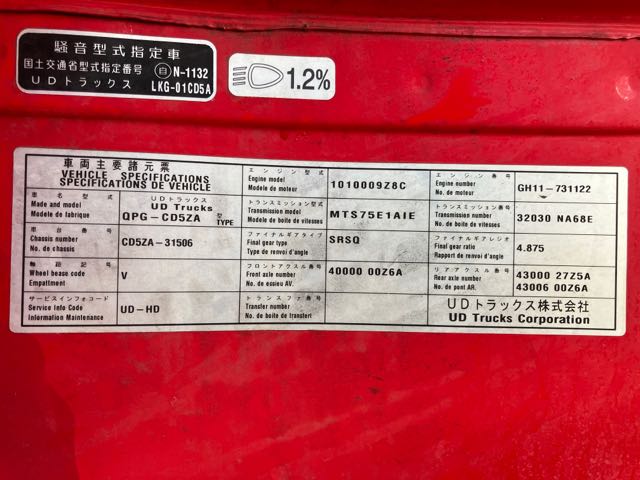 騒音型式指定車
国土交通省型式指定番号 自 N-1132
UDトラックス LKG-01CD5A
1.2%
車両主要諸元票
VEHICLE SPECIFICATIONS
SPECIFICATIONS DE VEHICLE
エンジン型式
Engine model
Modele de moteur
1010009Z8C
エンジン番号
Engine number
No. de moteur
GH11-731122
車名型式
Made and model
Modele de fabrique
UDトラックス
UD Trucks
QPG-CD5ZA
型
TYPE
トランスミッション型式
Transmission model
Modele de boite de vitesses
MTS75E1AIE
トランスミッション番号
Transmission number
No. de boite de vitesses
32030 NA68E
車台番号
Chassis number
No. de chassis
CD5ZA-31506
ファイナルギアタイプ
Final gear type
Type de renvoi d'angle
SRSQ
ファイナルギアレシオ
Final gear ratio
Rapport de renvoi d'angle
4.875
軸距記号
Wheel bease code
Empattment
V
フロントアクスル番号
Front axle number
No. de essieu AV.
40000 00Z6A
リアアクスル番号
Rear axle number
No. de pont AR.
43000 27Z5A
43006 00Z6A
サービスインフォコード
Service Info Code
Information Maintenance
UD-HD
トランスファ番号
Transfer number
No. de boite de transfert
UDトラックス株式会社
UD Trucks Corporation